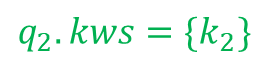 q₂.kws = {k₂}